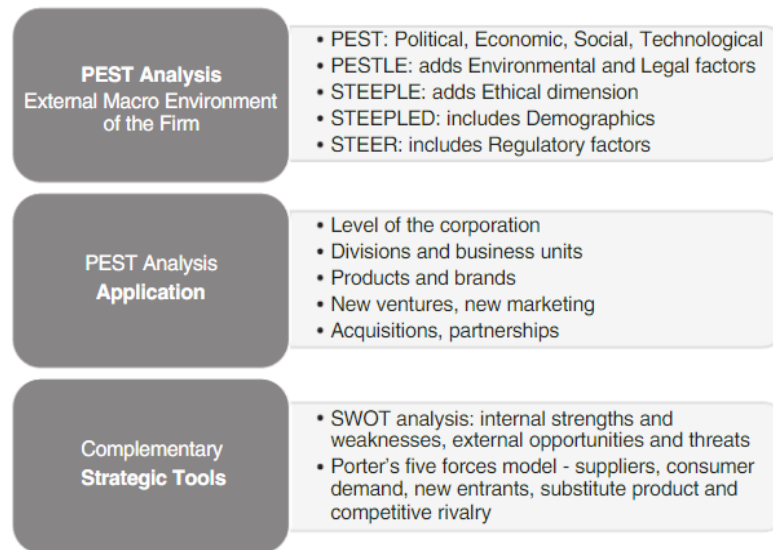 PEST Analysis
External Macro Environment
of the Firm
• PEST: Political, Economic, Social, Technological
• PESTLE: adds Environmental and Legal factors
• STEEPLE: adds Ethical dimension
• STEEPLED: includes Demographics
• STEER: includes Regulatory factors
PEST Analysis
Application
• Level of the corporation
• Divisions and business units
• Products and brands
• New ventures, new marketing
• Acquisitions, partnerships
Complementary
Strategic Tools
• SWOT analysis: internal strengths and
weaknesses, external opportunities and threats
• Porter's five forces model - suppliers, consumer
demand, new entrants, substitute product and
competitive rivalry